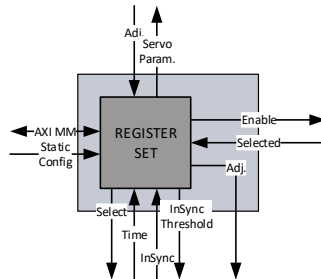 Adj.
Servo
Param.
Enable
AXI MM
REGISTER
SET
Selected
Static
Config
Adj.
Select
InSync
Threshold
Time
InSync